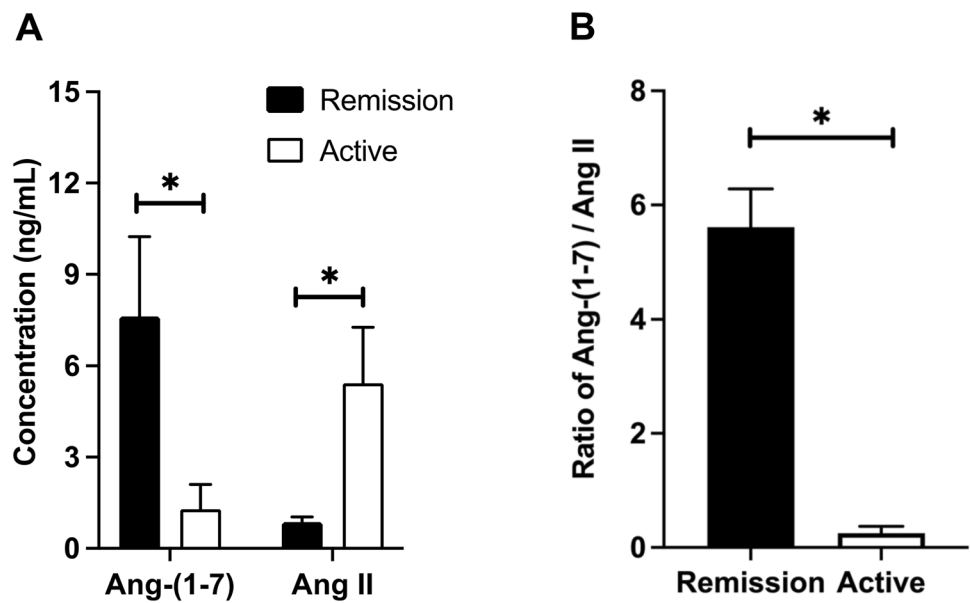 A
Concentration (ng/mL)
15
12
9
6
3
0
Remission
Active
*
*
Ang-(1-7)
Ang II
B
Ratio of Ang-(1-7) / Ang II
8
6
4
2
0
*
Remission
Active